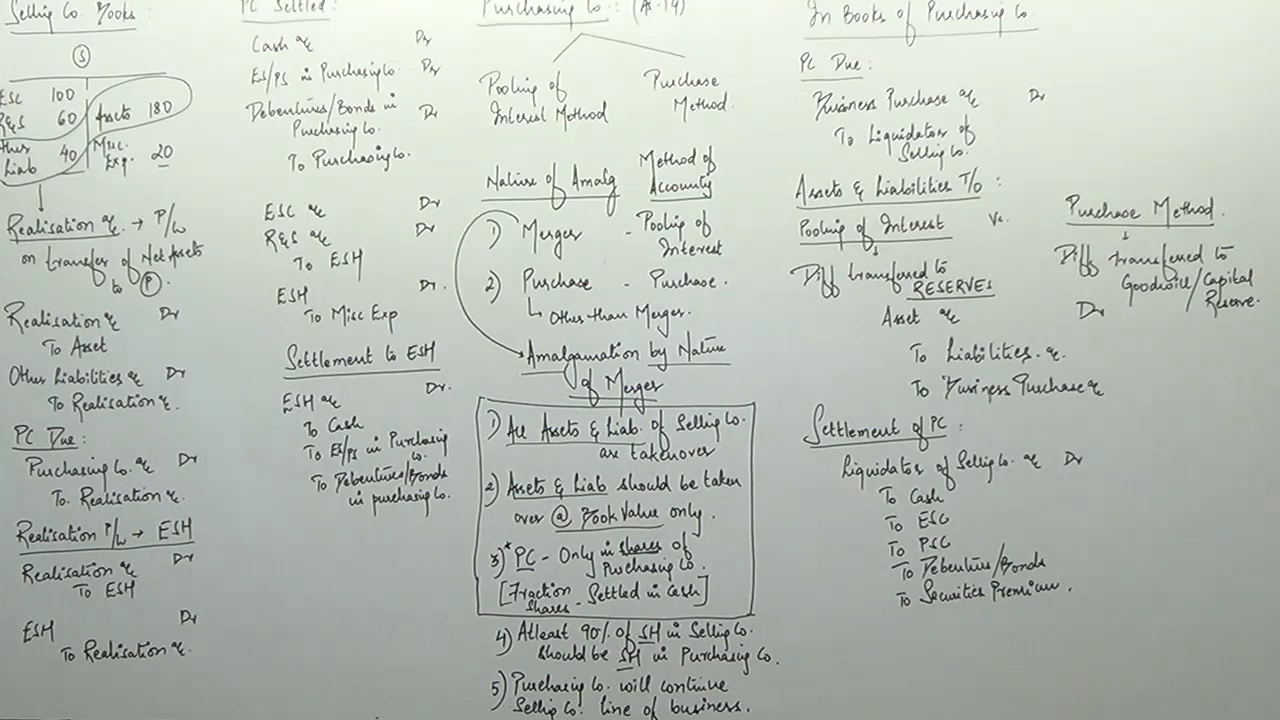 Selling Co. Books:
(S)
ESC 100
R&S 60 Assets 180
Other Liab 40 Misc. Exp. 20
Realisation a/c. → P/L
on transfer of Net Assets
to (P).
Realisation a/c Dr
To Asset
Other Liabilities a/c Dr
To Realisation a/c.
PC Due:
Purchasing Co. a/c Dr
To Realisation a/c.
Realisation P/L → ESH
Realisation a/c Dr
To ESH
ESH Dr
To Realisation a/c.
PC Settled:
Cash a/c Dr
ES/PS in Purchasing Co. Dr
Debentures/Bonds in Dr
Purchasing Co.
To Purchasing Co.
ESC a/c Dr
R&S a/c Dr
To ESH
ESH Dr.
To Misc Exp
Settlement to ESH
ESH a/c Dr.
To Cash
To ES/PS in Purchasing
Co.
To Debentures/Bonds
in purchasing Co.
Purchasing Co.: (AS-14)
Pooling of
Interest Method
Purchase
Method.
Nature of Amalg
Method of
Accounty
1) Merger - Pooling of
Interest
2) Purchase - Purchase.
↳ Other than Merger.
Amalgamation by Nature
of Merger
1) All Assets & Liab. of Selling Co.
are takenover
2) Assets & Liab should be taken
over @ Book Value only.
3)* PC - Only in shares of
Purchasing Co.
[Fraction
shares - Settled in Cash]
4) Atleast 90% of SH in Selling Co.
should be SH in Purchasing Co.
5) Purchasing Co. will continue
Selling Co. line of business.
In Books of Purchasing Co.
PC Due:
Business Purchase a/c Dr
To Liquidator of
Selling Co.
Assets & Liabilities T/O:
Pooling of Interest Vs.
Diff transferred to
RESERVES
Asset a/c Dr
To Liabilities a/c.
To Business Purchase a/c
Settlement of PC:
Liquidator of Selling Co. a/c Dr
To Cash
To ESC
To PSC
To Debentures/Bonds
To Securities Premium.
Purchase Method.
Diff transferred to
Goodwill/Capital
Reserve.